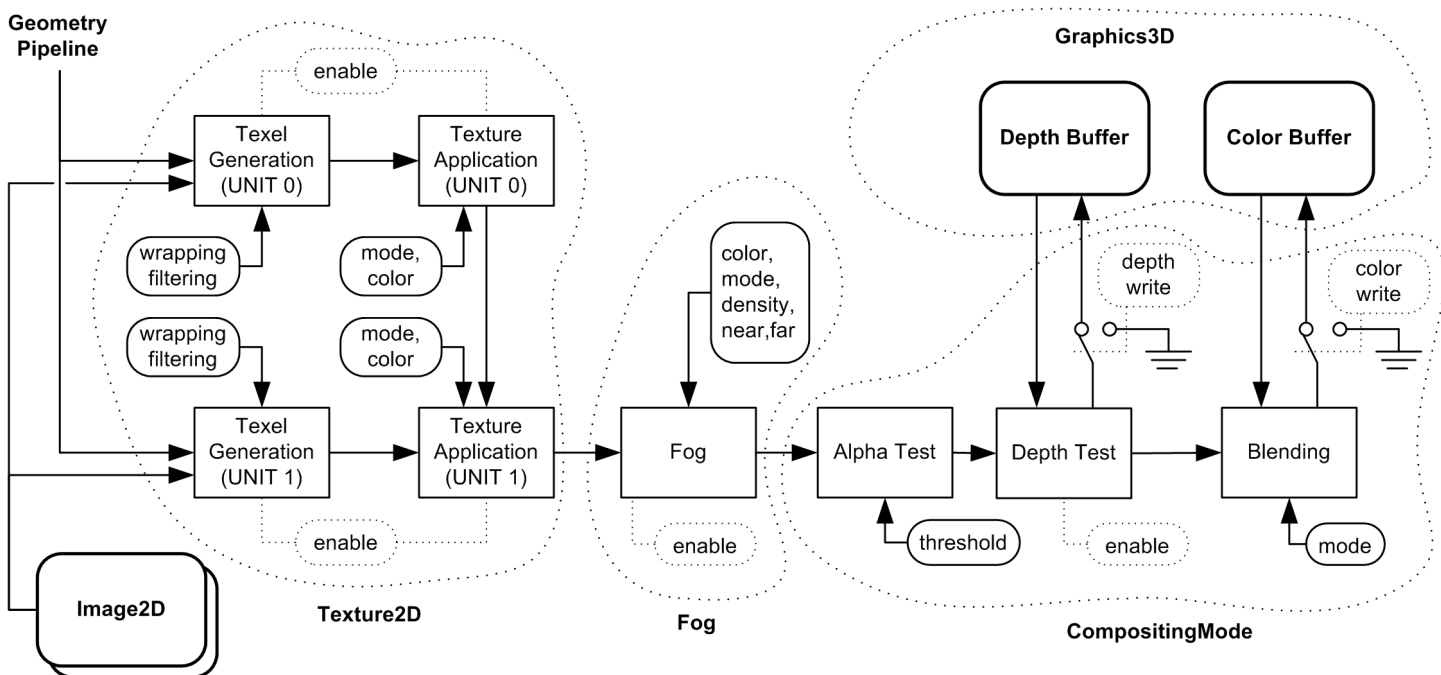 Geometry
Pipeline
enable
Texel
Generation
(UNIT 0)
Texture
Application
(UNIT 0)
wrapping
filtering
mode,
color
wrapping
filtering
mode,
color
Texel
Generation
(UNIT 1)
Texture
Application
(UNIT 1)
enable
Image2D
Texture2D
color,
mode,
density,
near,far
Fog
enable
Fog
Graphics3D
Depth Buffer
Color Buffer
depth
write
color
write
Alpha Test
Depth Test
Blending
threshold
enable
mode
CompositingMode